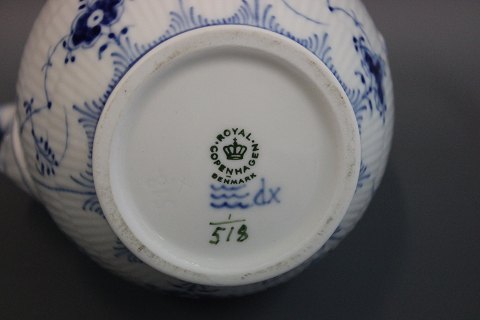 ROYAL
COPENHAGEN
DENMARK
dx
1
518